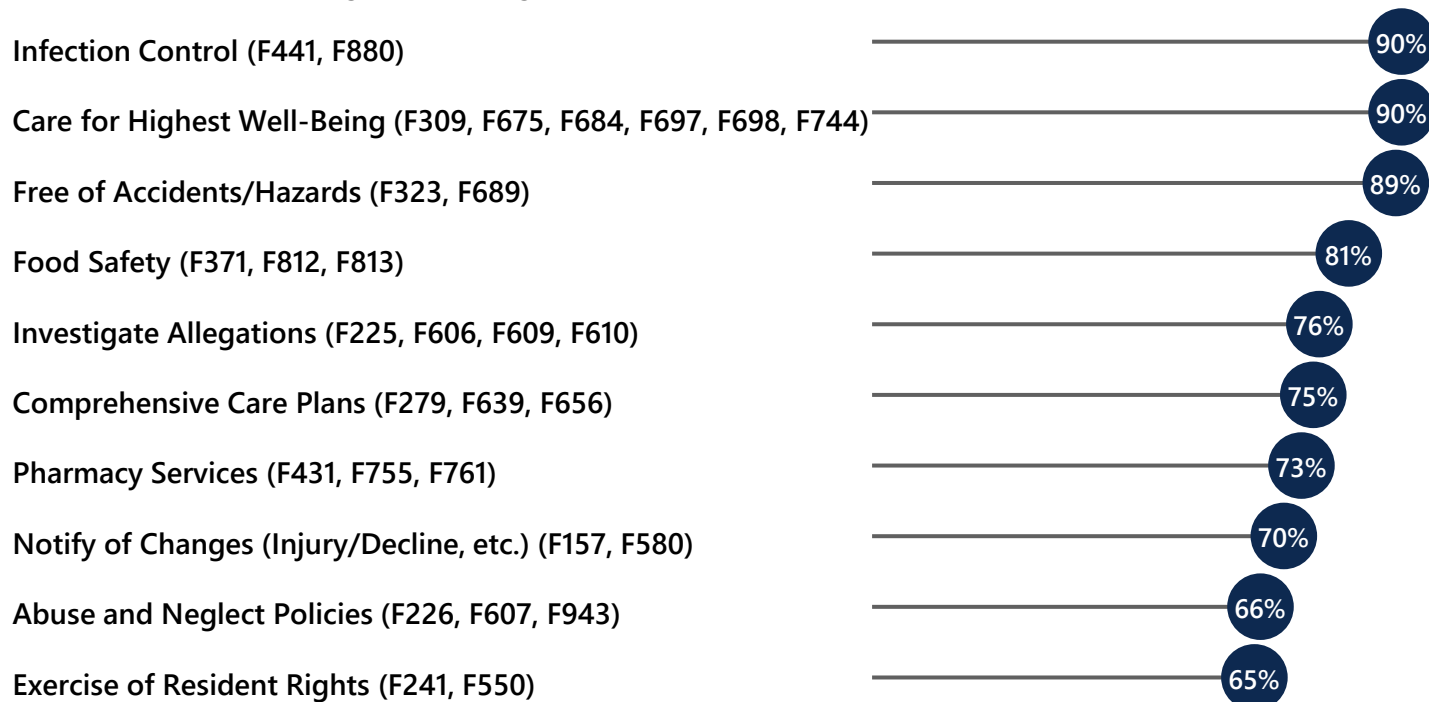 Infection Control (F441, F880) 90%
Care for Highest Well-Being (F309, F675, F684, F697, F698, F744) 90%
Free of Accidents/Hazards (F323, F689) 89%
Food Safety (F371, F812, F813) 81%
Investigate Allegations (F225, F606, F609, F610) 76%
Comprehensive Care Plans (F279, F639, F656) 75%
Pharmacy Services (F431, F755, F761) 73%
Notify of Changes (Injury/Decline, etc.) (F157, F580) 70%
Abuse and Neglect Policies (F226, F607, F943) 66%
Exercise of Resident Rights (F241, F550) 65%